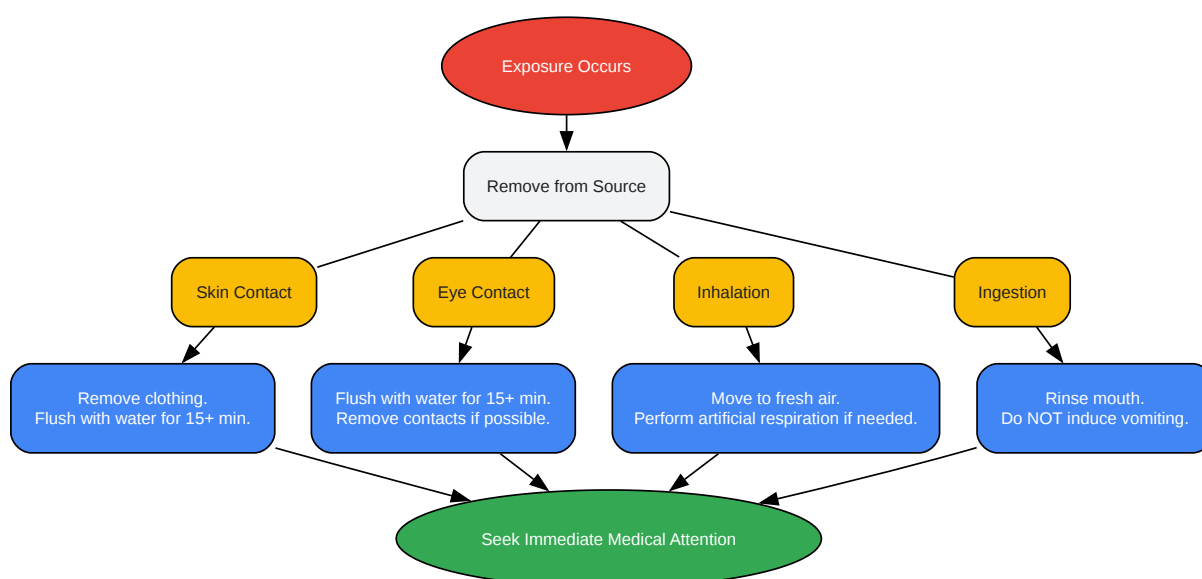 Exposure Occurs
Remove from Source
Skin Contact
Eye Contact
Inhalation
Ingestion
Remove clothing.
Flush with water for 15+ min.
Flush with water for 15+ min.
Remove contacts if possible.
Move to fresh air.
Perform artificial respiration if needed.
Rinse mouth.
Do NOT induce vomiting.
Seek Immediate Medical Attention